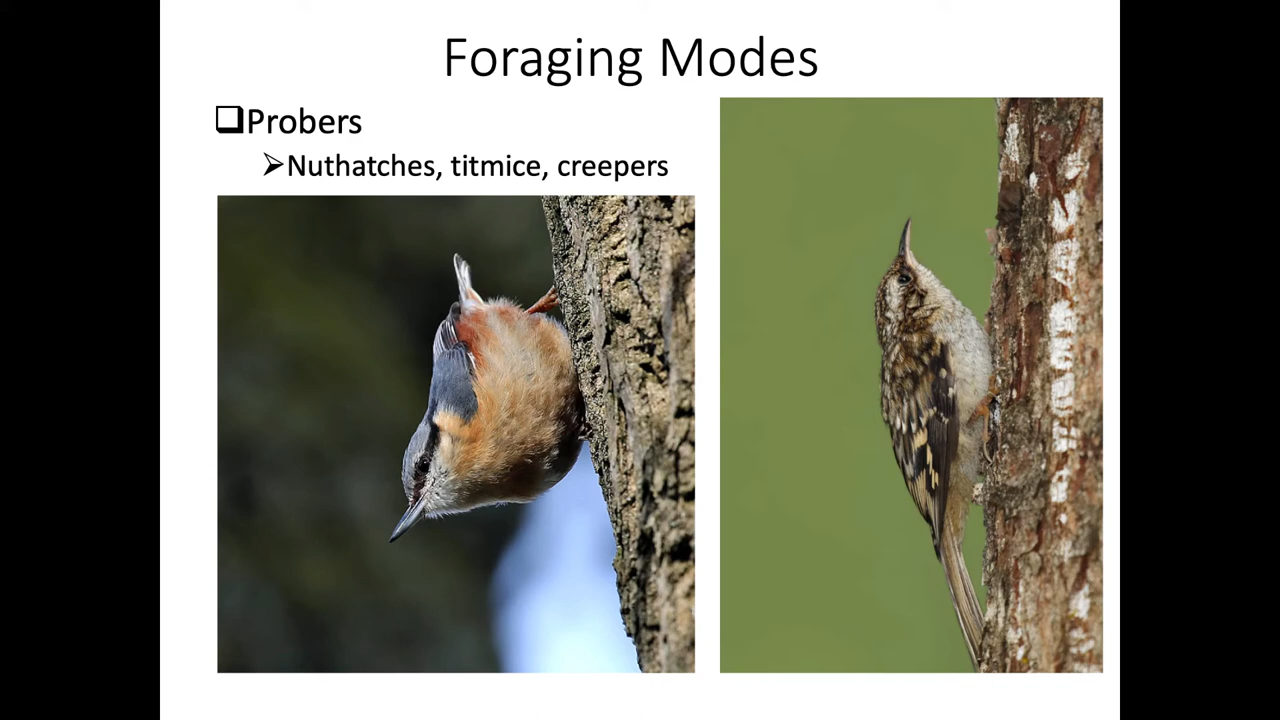 Foraging Modes
❑Probers
➢Nuthatches, titmice, creepers